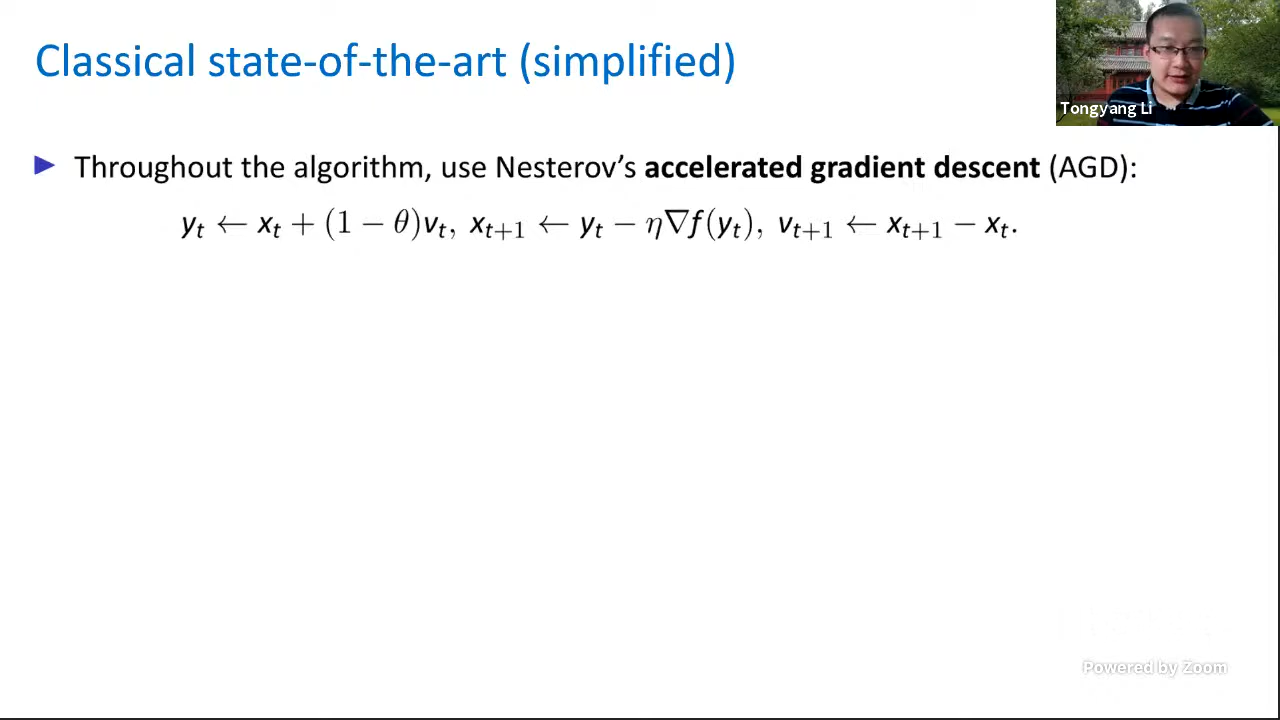 Classical state-of-the-art (simplified)
Tongyang Li
▶ Throughout the algorithm, use Nesterov’s accelerated gradient descent (AGD):
y_t ← x_t + (1 − θ)v_t, x_{t+1} ← y_t − η∇f(y_t), v_{t+1} ← x_{t+1} − x_t.
Powered by Zoom